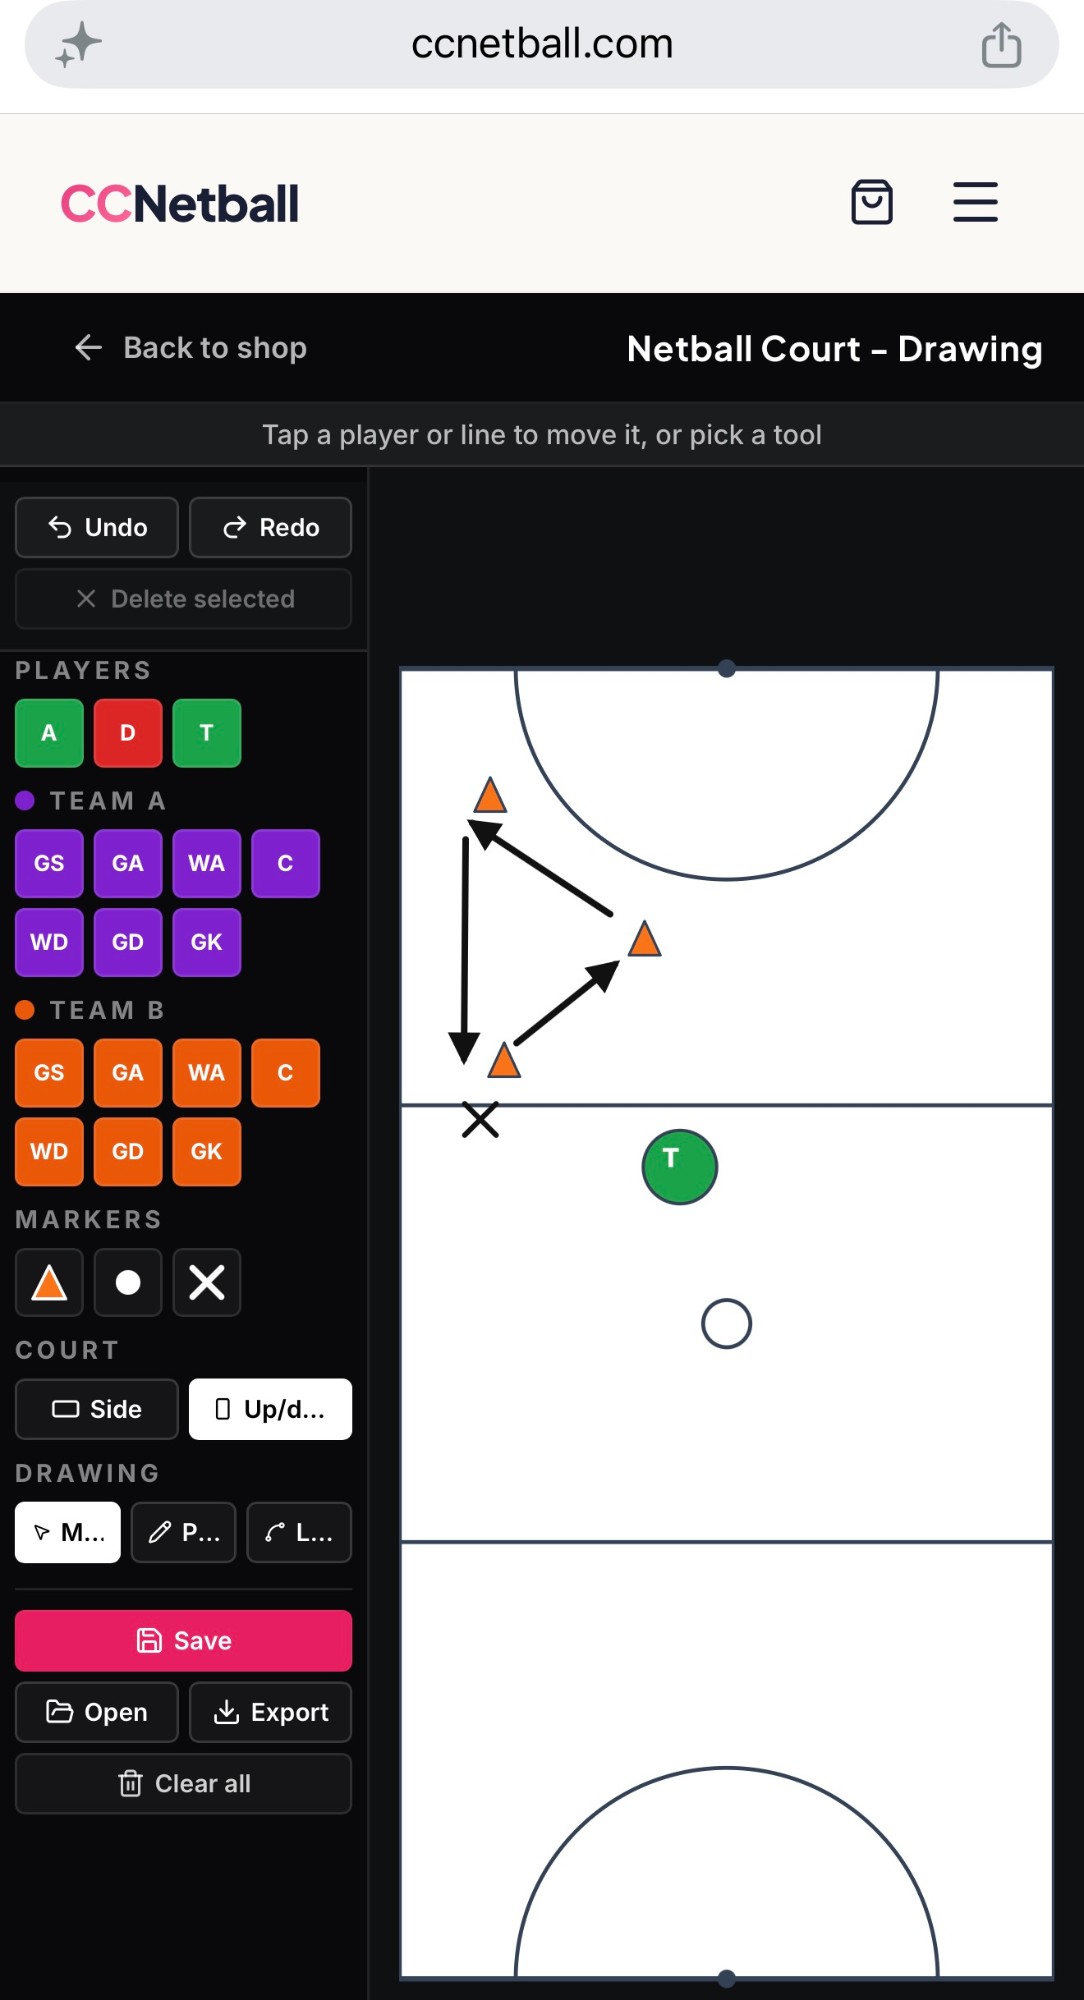 ccnetball.com
CCNetball
Back to shop
Netball Court – Drawing
Tap a player or line to move it, or pick a tool
Undo Redo
Delete selected
PLAYERS
A D T
TEAM A
GS GA WA C
WD GD GK
TEAM B
GS GA WA C
WD GD GK
MARKERS
COURT
Side Up/d...
DRAWING
M... P... L...
Save
Open Export
Clear all
T